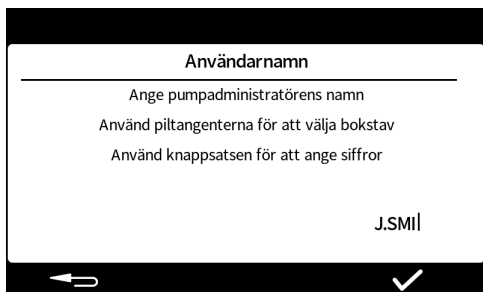 Användarnamn
Ange pumpadministratörens namn
Använd piltangenterna för att välja bokstav
Använd knappsatsen för att ange siffror
J.SMI